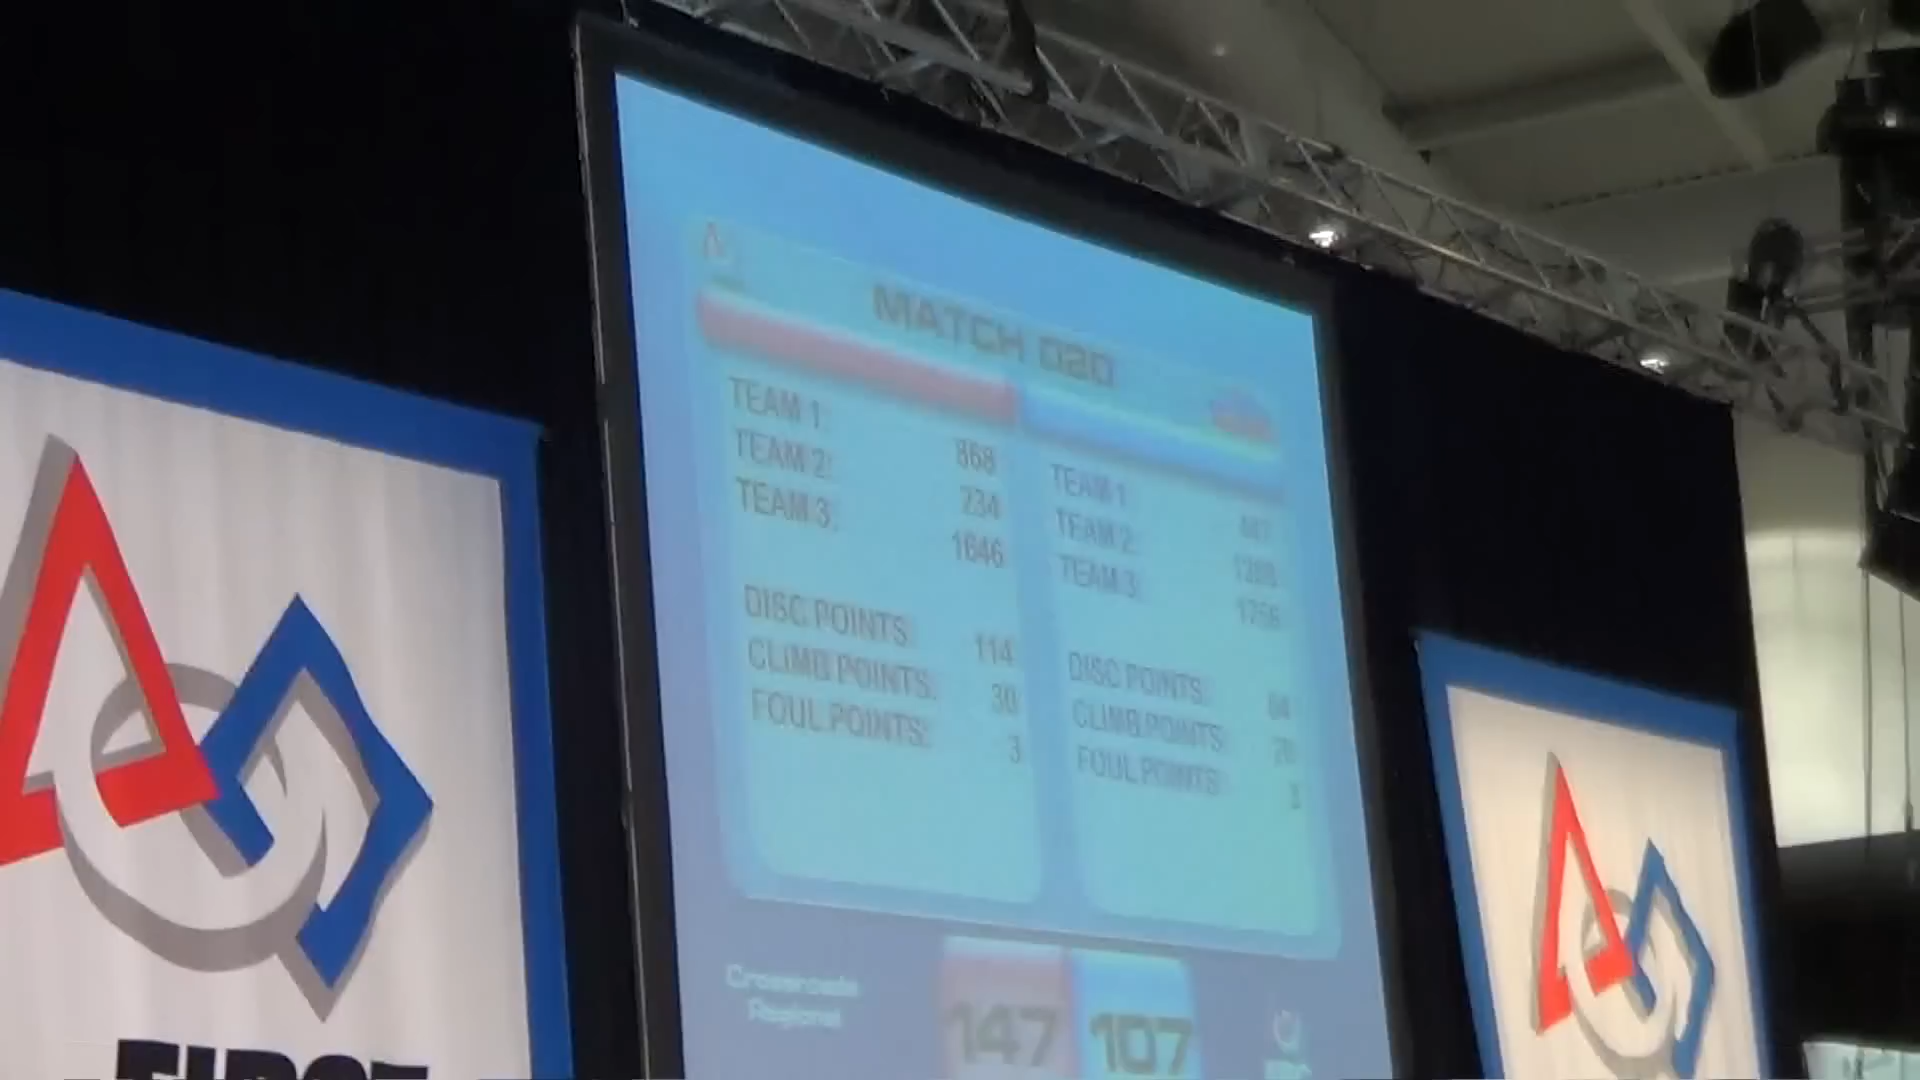 MATCH 020
TEAM 1: 868
TEAM 2: 234
TEAM 3: 1646
DISC POINTS: 114
CLIMB POINTS: 30
FOUL POINTS: 3
TEAM 1:
TEAM 2:
TEAM 3:
DISC POINTS:
CLIMB POINTS:
FOUL POINTS:
Crossroads
Regional
147 107
FIRST